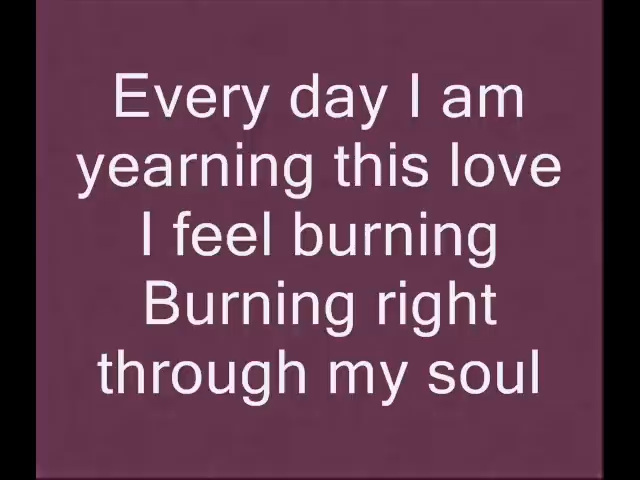 Every day I am
yearning this love
I feel burning
Burning right
through my soul